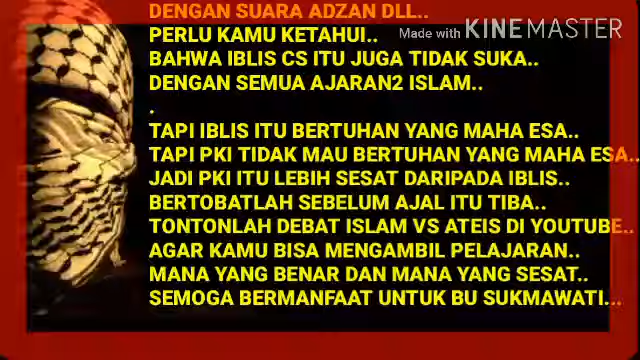 DENGAN SUARA ADZAN DLL..
PERLU KAMU KETAHUI..
Made with KINEMASTER
BAHWA IBLIS CS ITU JUGA TIDAK SUKA..
DENGAN SEMUA AJARAN2 ISLAM..
.
TAPI IBLIS ITU BERTUHAN YANG MAHA ESA..
TAPI PKI TIDAK MAU BERTUHAN YANG MAHA ESA..
JADI PKI ITU LEBIH SESAT DARIPADA IBLIS..
BERTOBATLAH SEBELUM AJAL ITU TIBA..
TONTONLAH DEBAT ISLAM VS ATEIS DI YOUTUBE..
AGAR KAMU BISA MENGAMBIL PELAJARAN..
MANA YANG BENAR DAN MANA YANG SESAT..
SEMOGA BERMANFAAT UNTUK BU SUKMAWATI...